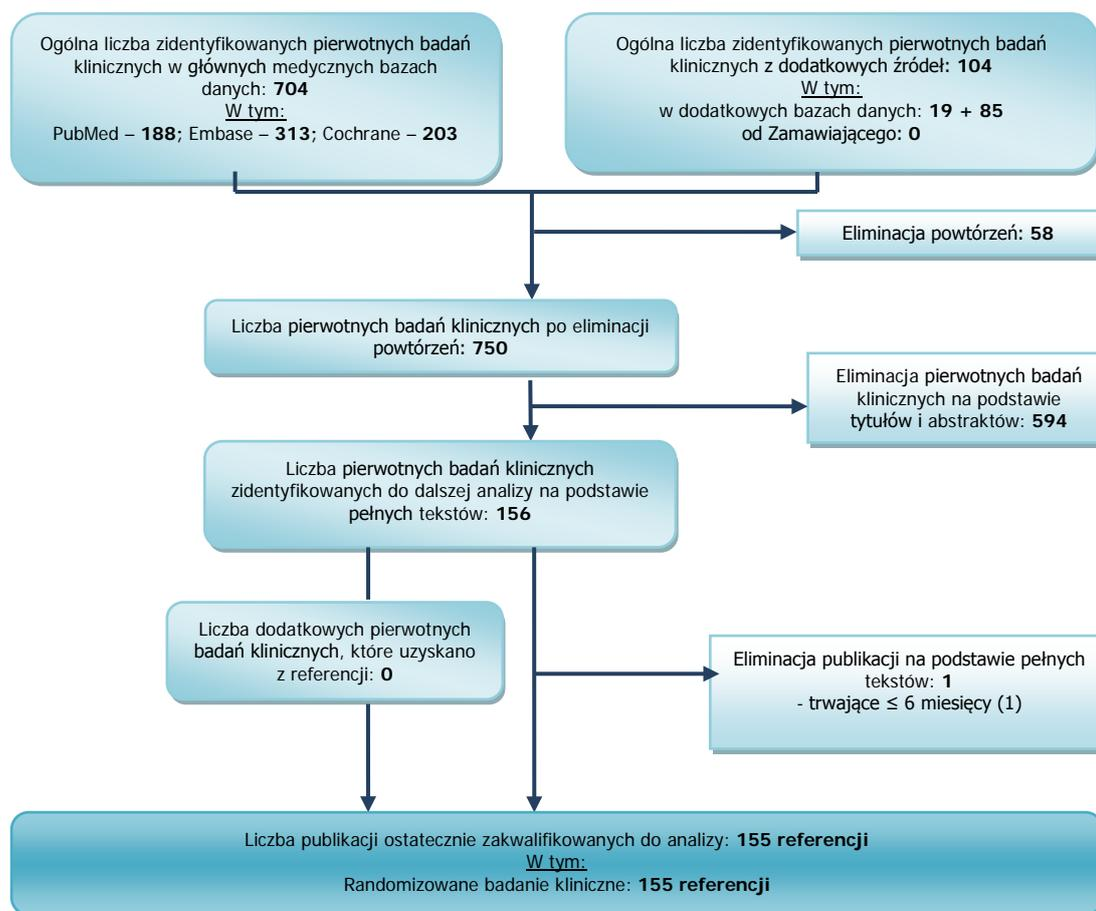 Ogólna liczba zidentyfikowanych pierwotnych badań
klinicznych w głównych medycznych bazach
danych: 704
W tym:
PubMed – 188; Embase – 313; Cochrane – 203
Ogólna liczba zidentyfikowanych pierwotnych badań
klinicznych z dodatkowych źródeł: 104
W tym:
w dodatkowych bazach danych: 19 + 85
od Zamawiającego: 0
Eliminacja powtórzeń: 58
Liczba pierwotnych badań klinicznych po eliminacji
powtórzeń: 750
Eliminacja pierwotnych badań
klinicznych na podstawie
tytułów i abstraktów: 594
Liczba pierwotnych badań klinicznych
zidentyfikowanych do dalszej analizy na podstawie
pełnych tekstów: 156
Liczba dodatkowych pierwotnych
badań klinicznych, które uzyskano
z referencji: 0
Eliminacja publikacji na podstawie pełnych
tekstów: 1
- trwające ≤ 6 miesięcy (1)
Liczba publikacji ostatecznie zakwalifikowanych do analizy: 155 referencji
W tym:
Randomizowane badanie kliniczne: 155 referencji